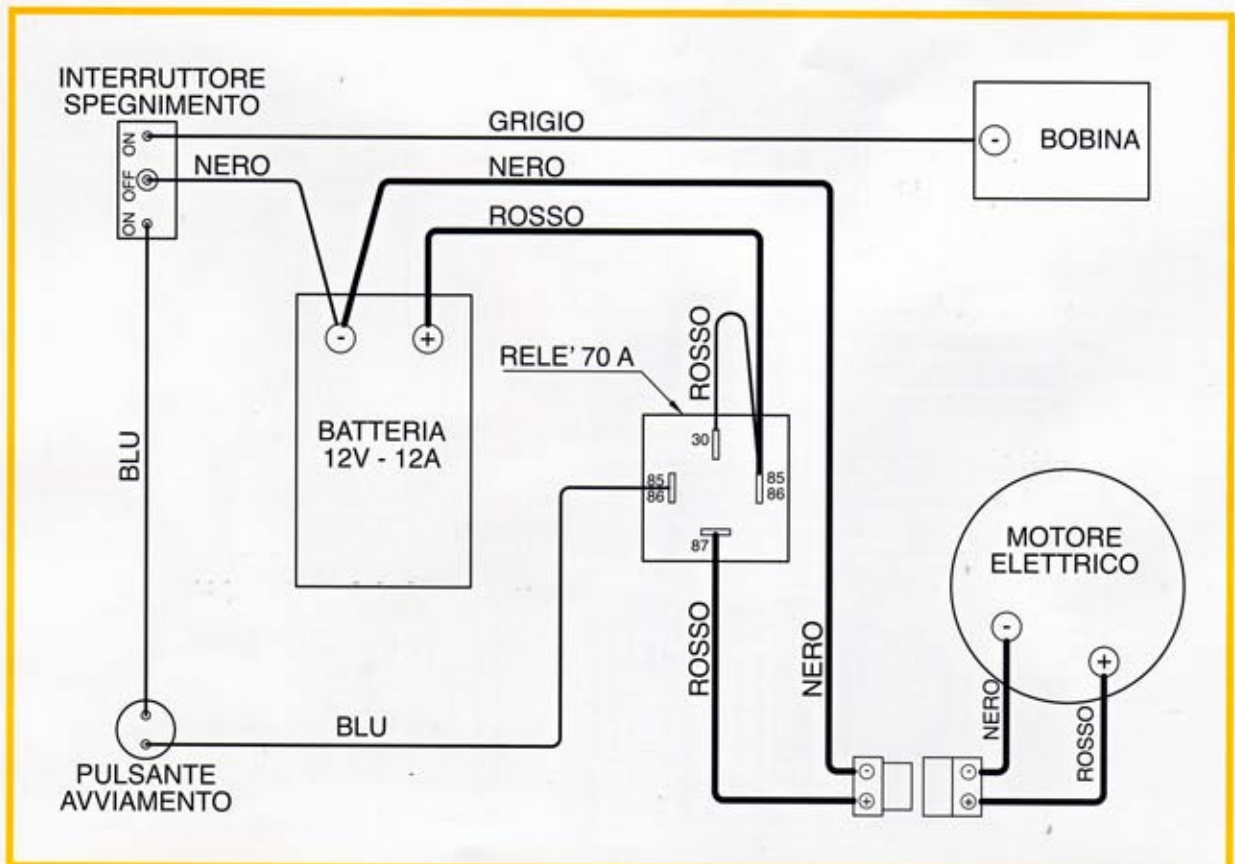 INTERRUTTORE
SPEGNIMENTO
ON
OFF
ON
GRIGIO
-
BOBINA
NERO
NERO
ROSSO
-
+
BATTERIA
12V - 12A
RELE' 70 A
ROSSO
30
85
86
85
86
87
BLU
MOTORE
ELETTRICO
-
+
ROSSO
NERO
NERO
ROSSO
BLU
PULSANTE
AVVIAMENTO
-
+
-
+